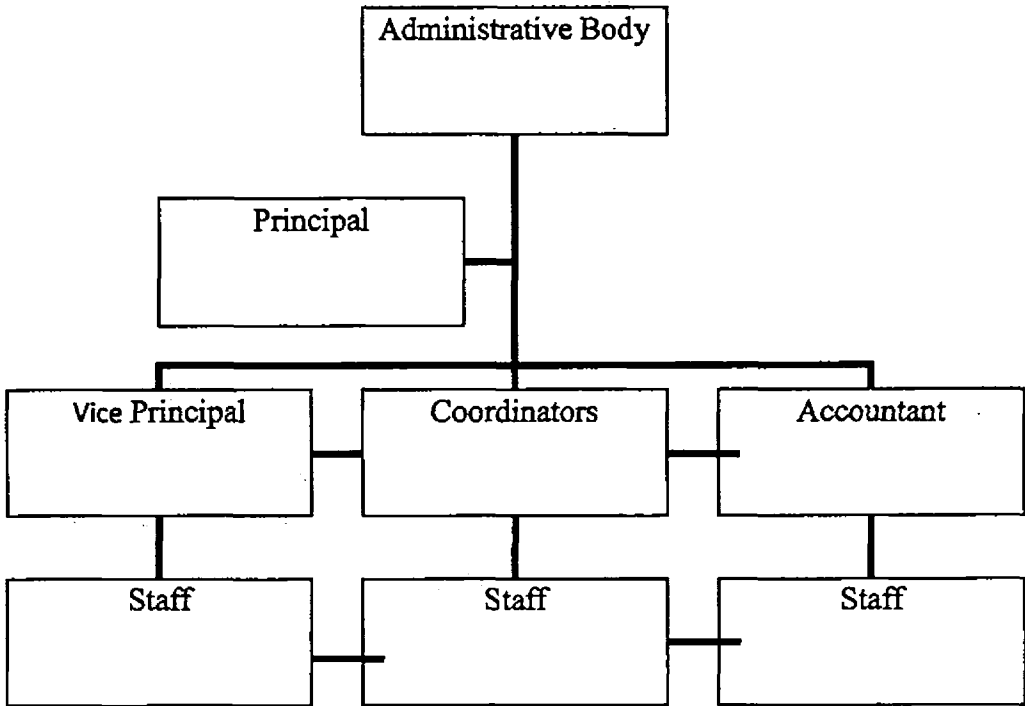 Administrative Body
Principal
Vice Principal
Coordinators
Accountant
Staff
Staff
Staff